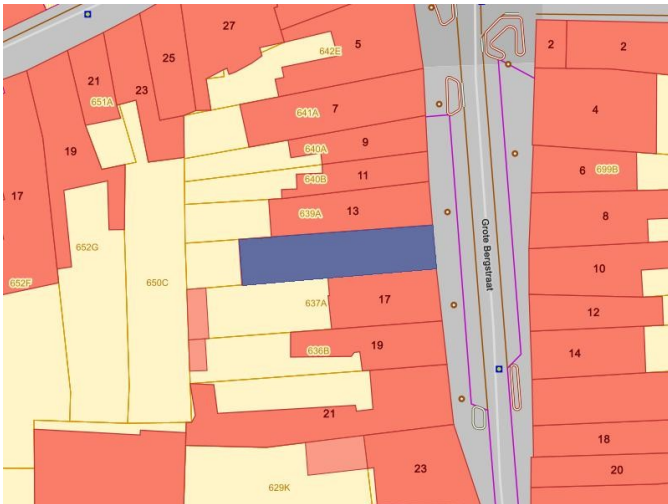 27
642E
5
2
2
25
21
23
651A
641A
7
4
19
640A
9
6
699B
640B
11
17
639A
13
8
652G
Grote Bergstraat
652F
650C
10
637A
17
12
636B
19
14
21
18
23
20
629K